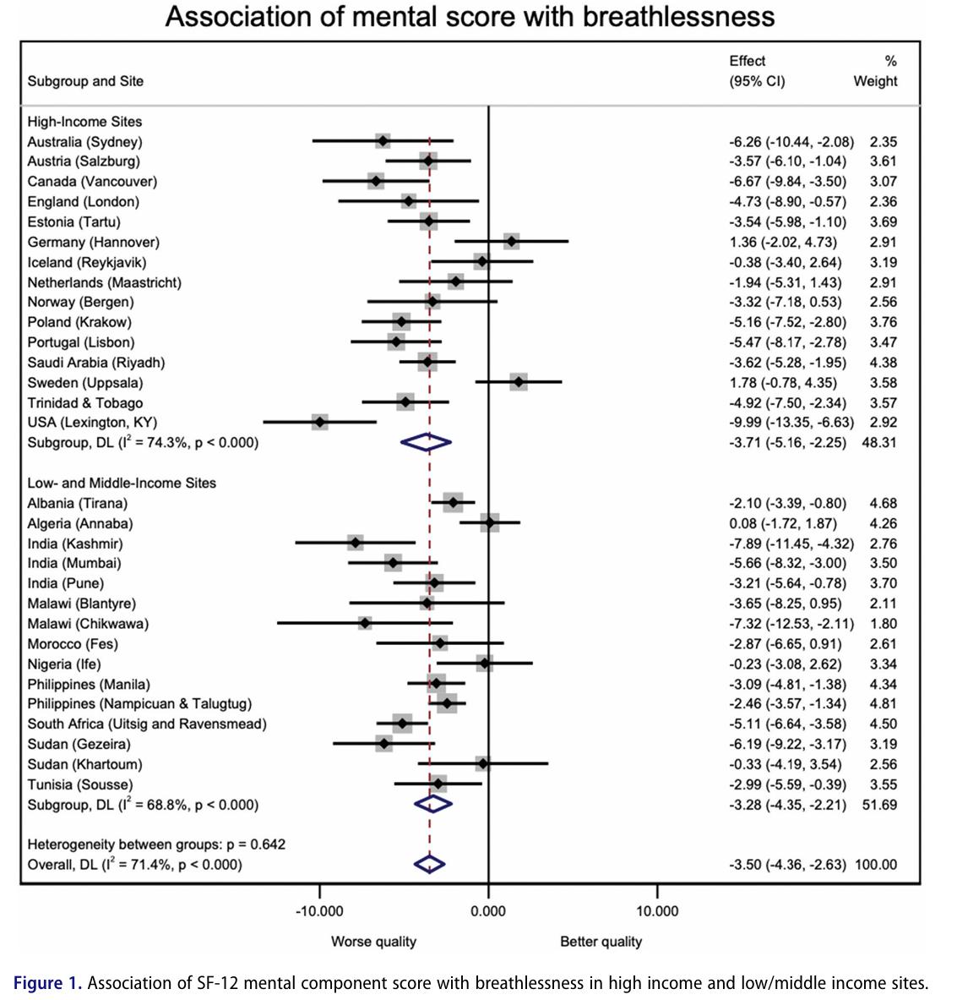 Association of mental score with breathlessness
Effect %
Subgroup and Site (95% CI) Weight
High-Income Sites
Australia (Sydney) -6.26 (-10.44, -2.08) 2.35
Austria (Salzburg) -3.57 (-6.10, -1.04) 3.61
Canada (Vancouver) -6.67 (-9.84, -3.50) 3.07
England (London) -4.73 (-8.90, -0.57) 2.36
Estonia (Tartu) -3.54 (-5.98, -1.10) 3.69
Germany (Hannover) 1.36 (-2.02, 4.73) 2.91
Iceland (Reykjavik) -0.38 (-3.40, 2.64) 3.19
Netherlands (Maastricht) -1.94 (-5.31, 1.43) 2.91
Norway (Bergen) -3.32 (-7.18, 0.53) 2.56
Poland (Krakow) -5.16 (-7.52, -2.80) 3.76
Portugal (Lisbon) -5.47 (-8.17, -2.78) 3.47
Saudi Arabia (Riyadh) -3.62 (-5.28, -1.95) 4.38
Sweden (Uppsala) 1.78 (-0.78, 4.35) 3.58
Trinidad & Tobago -4.92 (-7.50, -2.34) 3.57
USA (Lexington, KY) -9.99 (-13.35, -6.63) 2.92
Subgroup, DL (I² = 74.3%, p < 0.000) -3.71 (-5.16, -2.25) 48.31
Low- and Middle-Income Sites
Albania (Tirana) -2.10 (-3.39, -0.80) 4.68
Algeria (Annaba) 0.08 (-1.72, 1.87) 4.26
India (Kashmir) -7.89 (-11.45, -4.32) 2.76
India (Mumbai) -5.66 (-8.32, -3.00) 3.50
India (Pune) -3.21 (-5.64, -0.78) 3.70
Malawi (Blantyre) -3.65 (-8.25, 0.95) 2.11
Malawi (Chikwawa) -7.32 (-12.53, -2.11) 1.80
Morocco (Fes) -2.87 (-6.65, 0.91) 2.61
Nigeria (Ife) -0.23 (-3.08, 2.62) 3.34
Philippines (Manila) -3.09 (-4.81, -1.38) 4.34
Philippines (Nampicuan & Talugtug) -2.46 (-3.57, -1.34) 4.81
South Africa (Uitsig and Ravensmead) -5.11 (-6.64, -3.58) 4.50
Sudan (Gezeira) -6.19 (-9.22, -3.17) 3.19
Sudan (Khartoum) -0.33 (-4.19, 3.54) 2.56
Tunisia (Sousse) -2.99 (-5.59, -0.39) 3.55
Subgroup, DL (I² = 68.8%, p < 0.000) -3.28 (-4.35, -2.21) 51.69
Heterogeneity between groups: p = 0.642
Overall, DL (I² = 71.4%, p < 0.000) -3.50 (-4.36, -2.63) 100.00
-10.000 0.000 10.000
Worse quality Better quality
Figure 1. Association of SF-12 mental component score with breathlessness in high income and low/middle income sites.